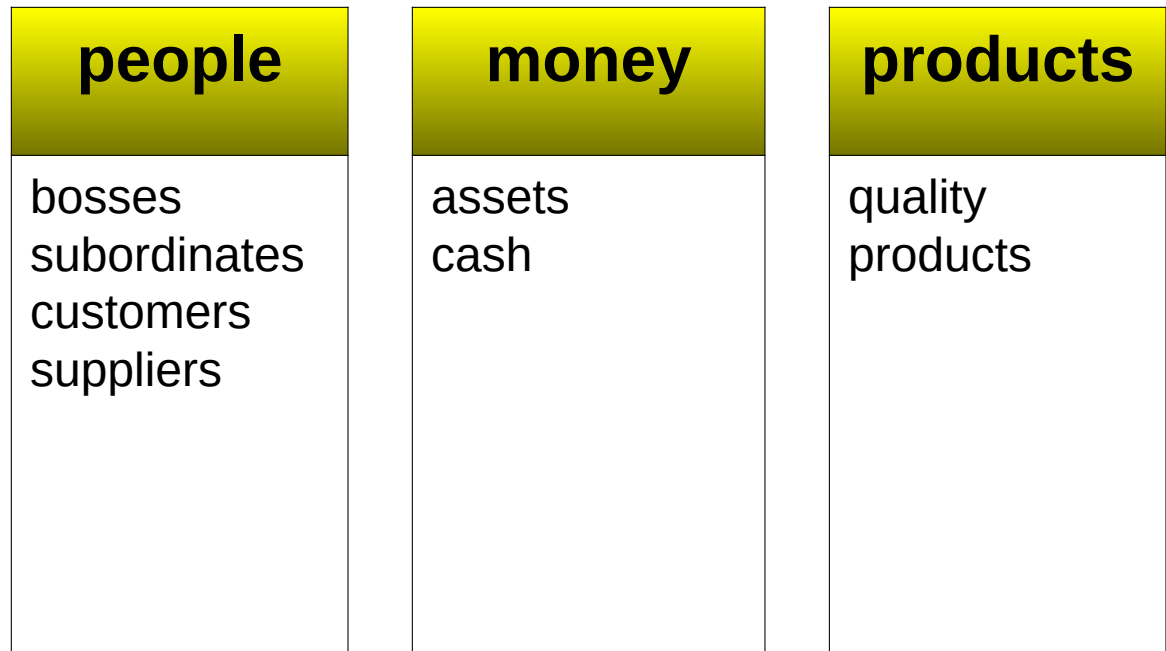 people
bosses
subordinates
customers
suppliers
money
assets
cash
products
quality
products